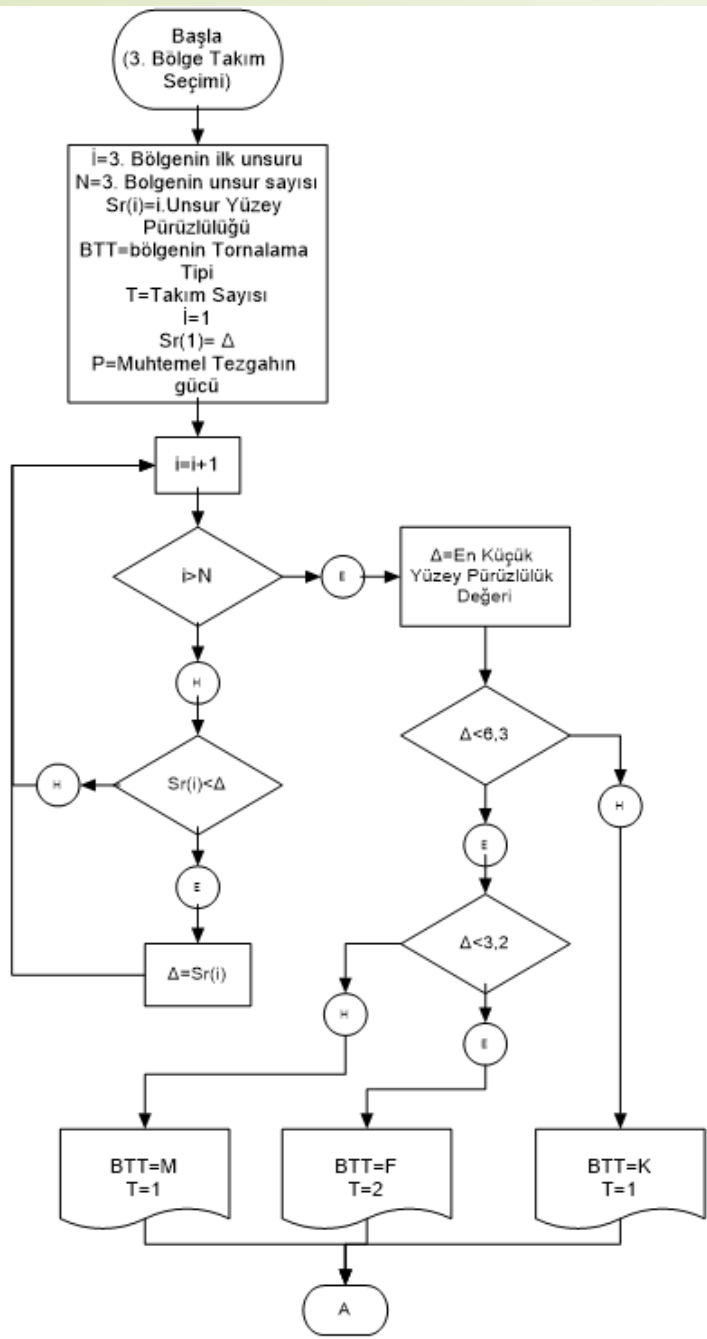 Başla
(3. Bölge Takım
Seçimi)
İ=3. Bölgenin ilk unsuru
N=3. Bolgenin unsur sayısı
Sr(i)=i.Unsur Yüzey
Pürüzlülüğü
BTT=bölgenin Tornalama
Tipi
T=Takım Sayısı
İ=1
Sr(1)= Δ
P=Muhtemel Tezgahın
gücü
i=i+1
i>N
E
Δ=En Küçük
Yüzey Pürüzlülük
Değeri
H
Δ<6,3
Sr(i)<Δ
H
H
E
E
Δ<3,2
Δ=Sr(i)
H
E
BTT=M
T=1
BTT=F
T=2
BTT=K
T=1
A